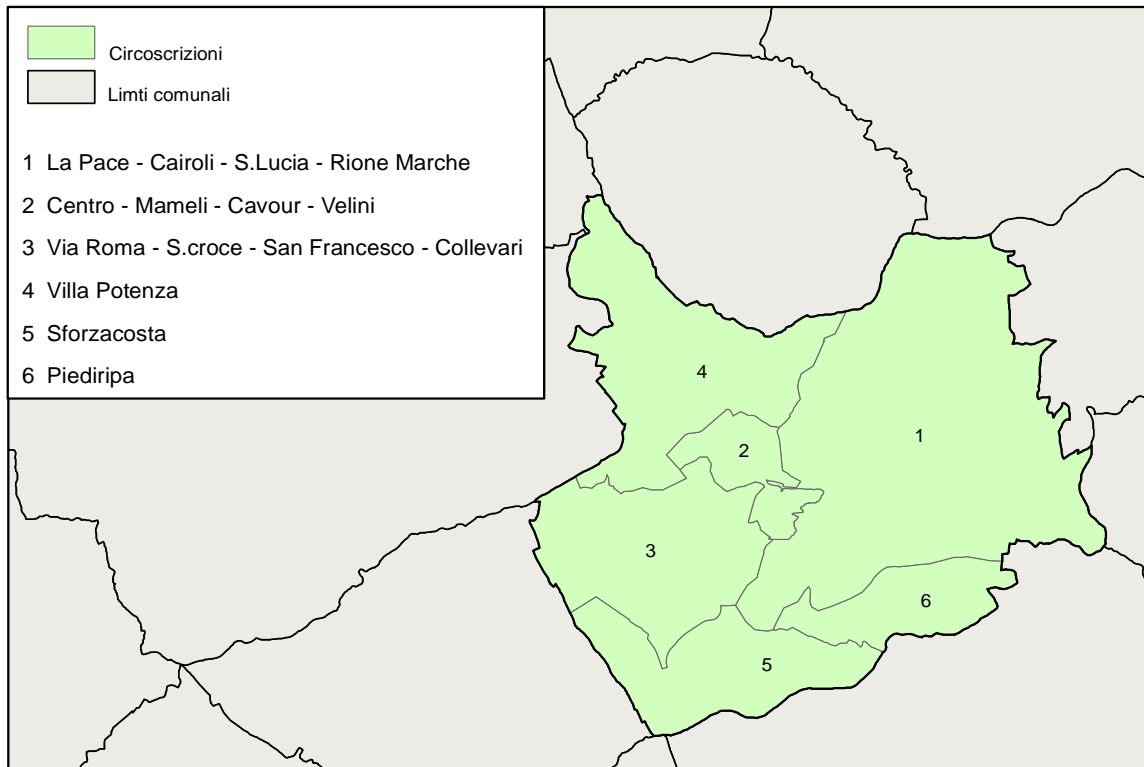 Circoscrizioni
Limti comunali
1 La Pace - Cairoli - S.Lucia - Rione Marche
2 Centro - Mameli - Cavour - Velini
3 Via Roma - S.croce - San Francesco - Collevari
4 Villa Potenza
5 Sforzacosta
6 Piediripa
4
1
2
3
6
5